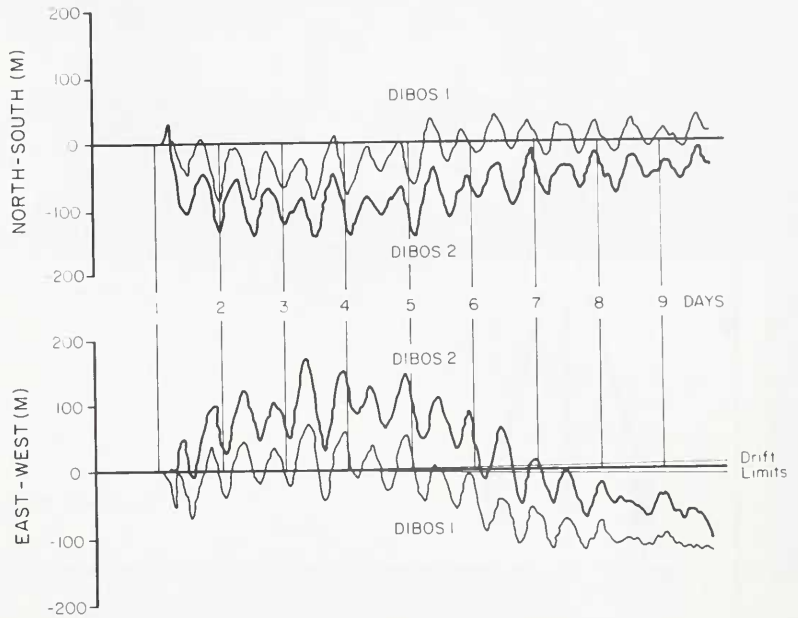 NORTH-SOUTH (M)
200
100
0
-100
-200
DIBOS 1
DIBOS 2
1 2 3 4 5 6 7 8 9 DAYS
EAST-WEST (M)
200
100
0
-100
-200
DIBOS 2
DIBOS 1
Drift
Limits